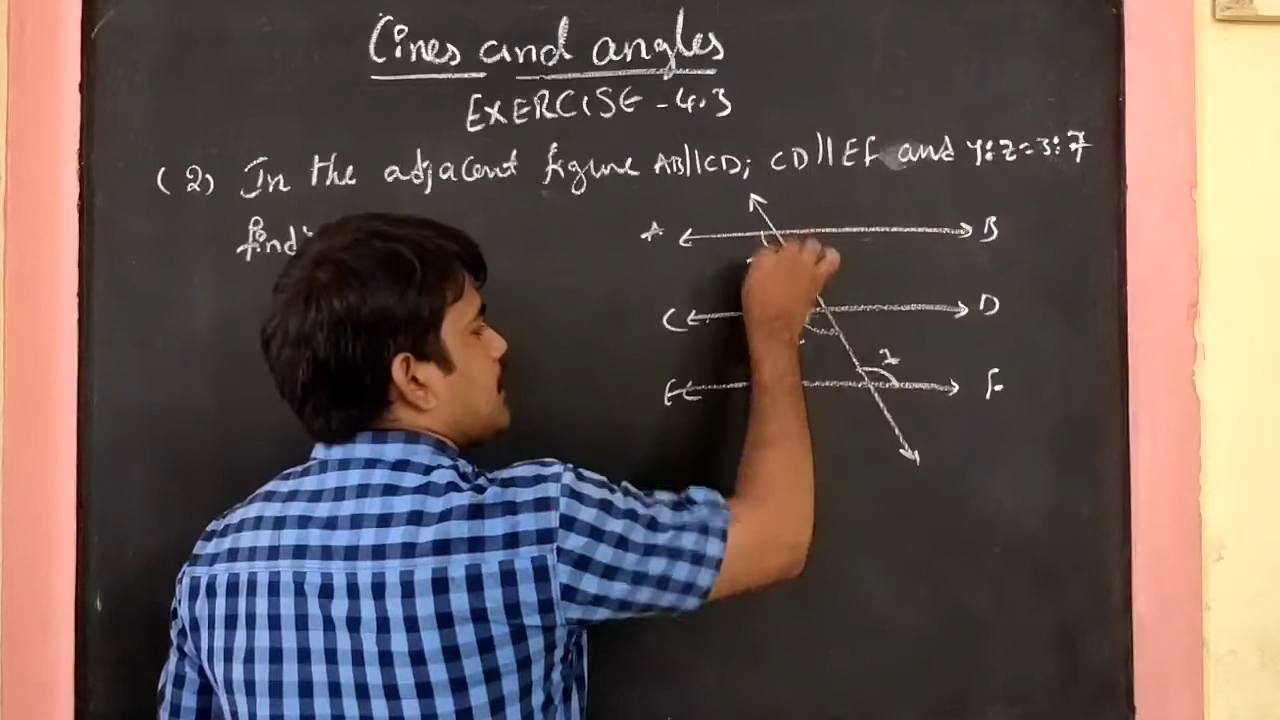 Lines and angles
EXERCISE - 4.3
(2) In the adjacent figure AB||CD; CD||EF and y:z=3:7
find
A B
C D
z
E F